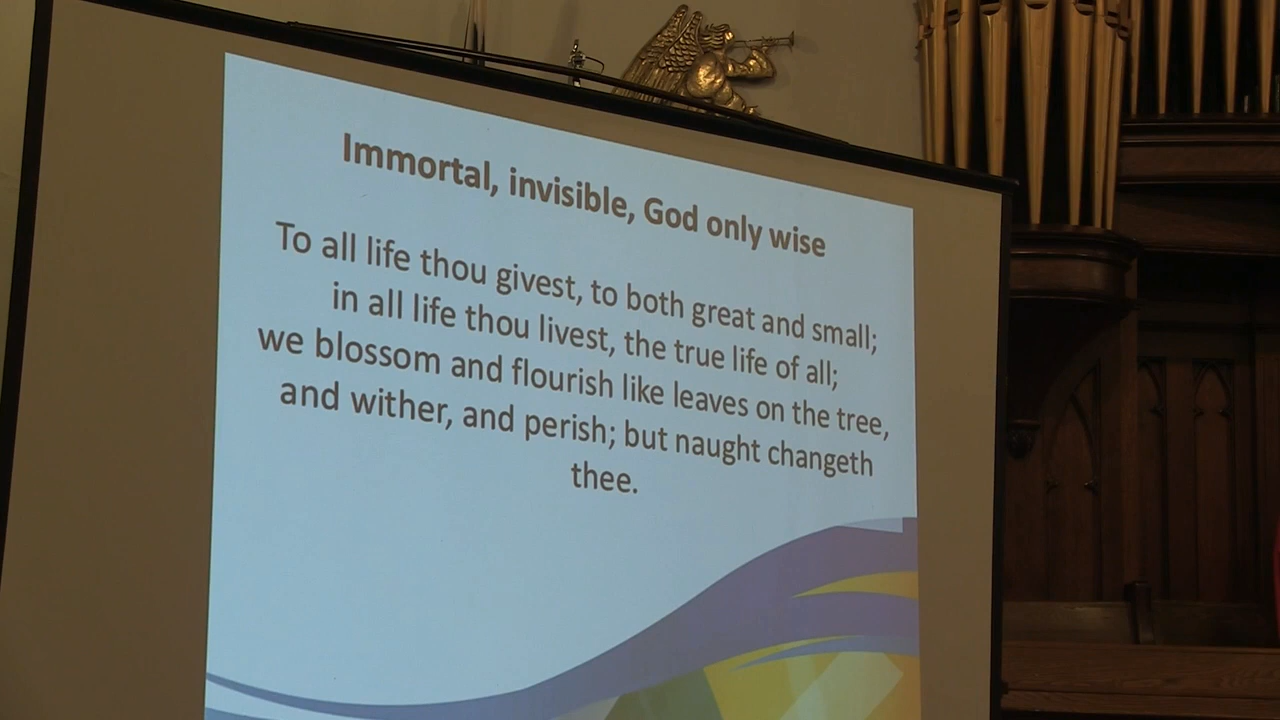 Immortal, invisible, God only wise
To all life thou givest, to both great and small;
in all life thou livest, the true life of all;
we blossom and flourish like leaves on the tree,
and wither, and perish; but naught changeth
thee.